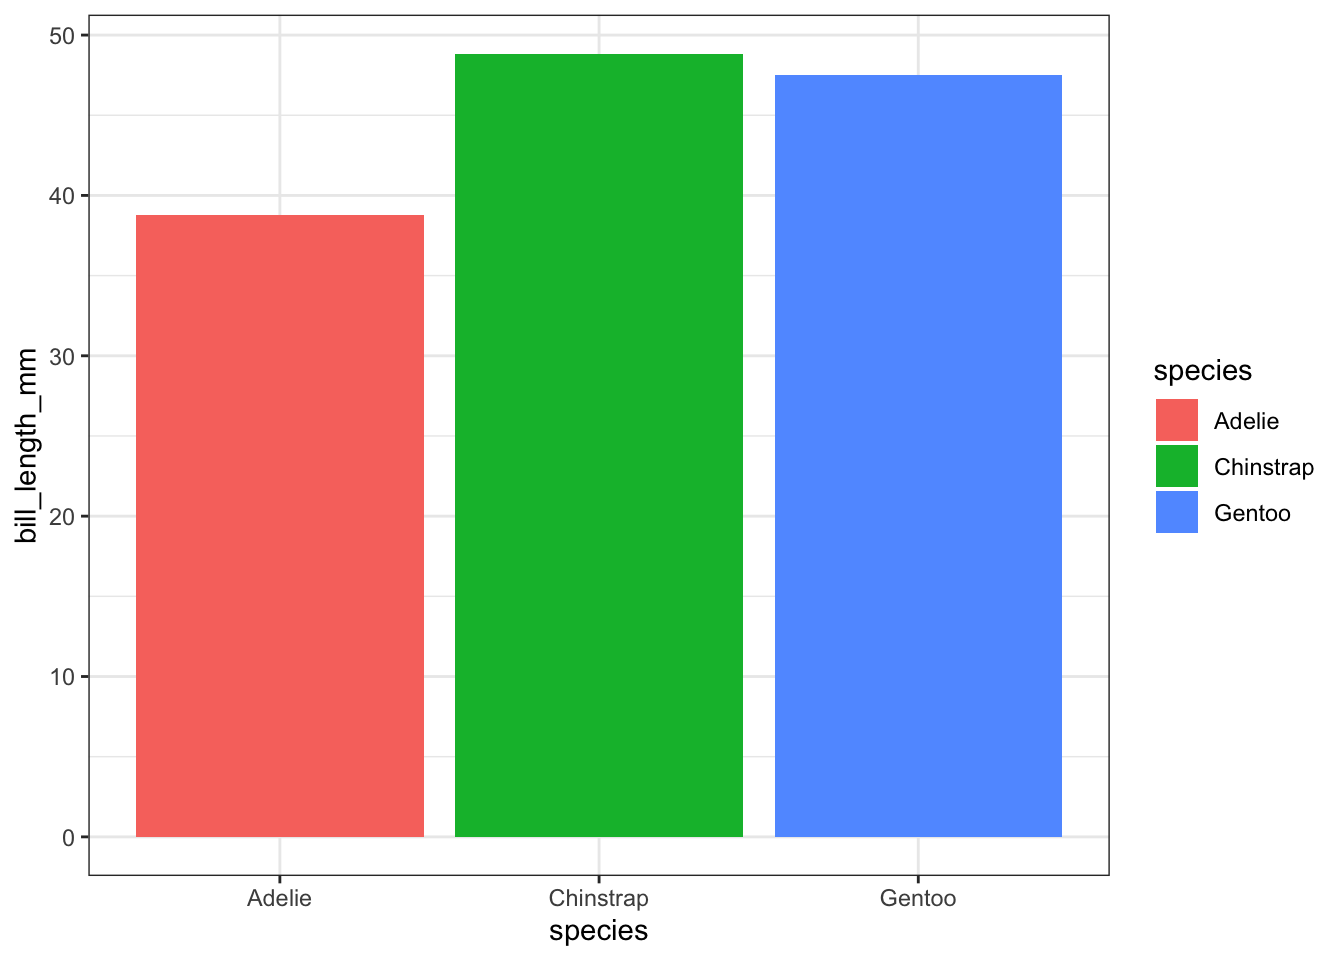 50
40
30
20
10
0
bill_length_mm
Adelie
Chinstrap
Gentoo
species
species
Adelie
Chinstrap
Gentoo